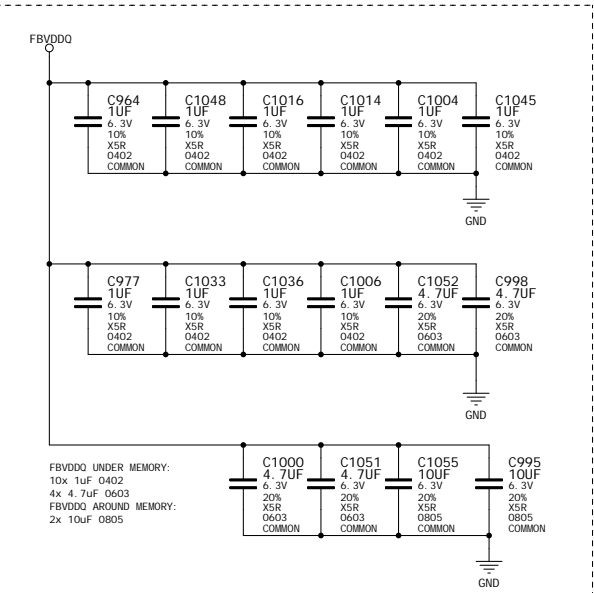 FBVDDQ
C964
1UF
6.3V
10%
X5R
0402
COMMON
C1048
1UF
6.3V
10%
X5R
0402
COMMON
C1016
1UF
6.3V
10%
X5R
0402
COMMON
C1014
1UF
6.3V
10%
X5R
0402
COMMON
C1004
1UF
6.3V
10%
X5R
0402
COMMON
C1045
1UF
6.3V
10%
X5R
0402
COMMON
GND
C977
1UF
6.3V
10%
X5R
0402
COMMON
C1033
1UF
6.3V
10%
X5R
0402
COMMON
C1036
1UF
6.3V
10%
X5R
0402
COMMON
C1006
1UF
6.3V
10%
X5R
0402
COMMON
C1052
4.7UF
6.3V
20%
X5R
0603
COMMON
C998
4.7UF
6.3V
20%
X5R
0603
COMMON
GND
FBVDDQ UNDER MEMORY:
10x 1uF 0402
4x 4.7uF 0603
FBVDDQ AROUND MEMORY:
2x 10uF 0805
C1000
4.7UF
6.3V
20%
X5R
0603
COMMON
C1051
4.7UF
6.3V
20%
X5R
0603
COMMON
C1055
10UF
6.3V
20%
X5R
0805
COMMON
C995
10UF
6.3V
20%
X5R
0805
COMMON
GND